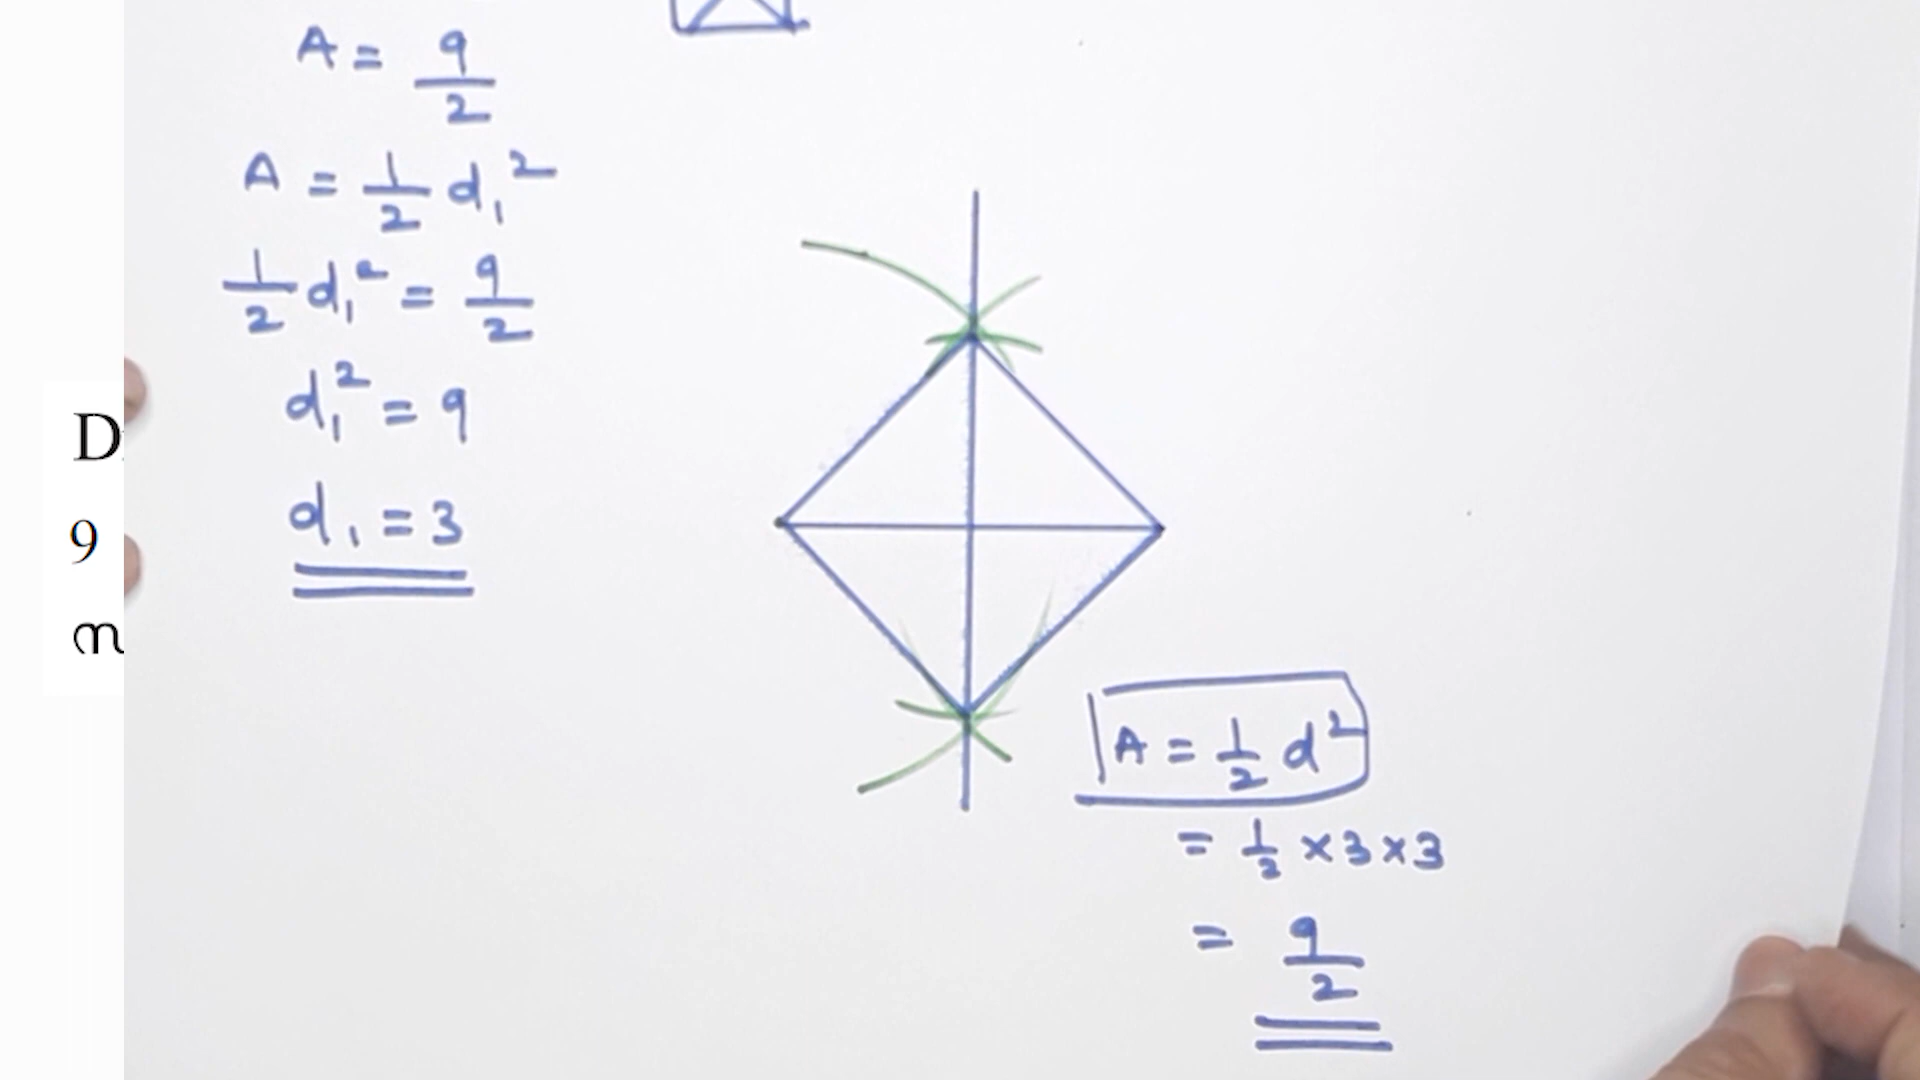 A = 9/2
A = 1/2 d₁²
1/2 d₁² = 9/2
d₁² = 9
d₁ = 3
D
9
ന
A = 1/2 d²
= 1/2 × 3 × 3
= 9/2